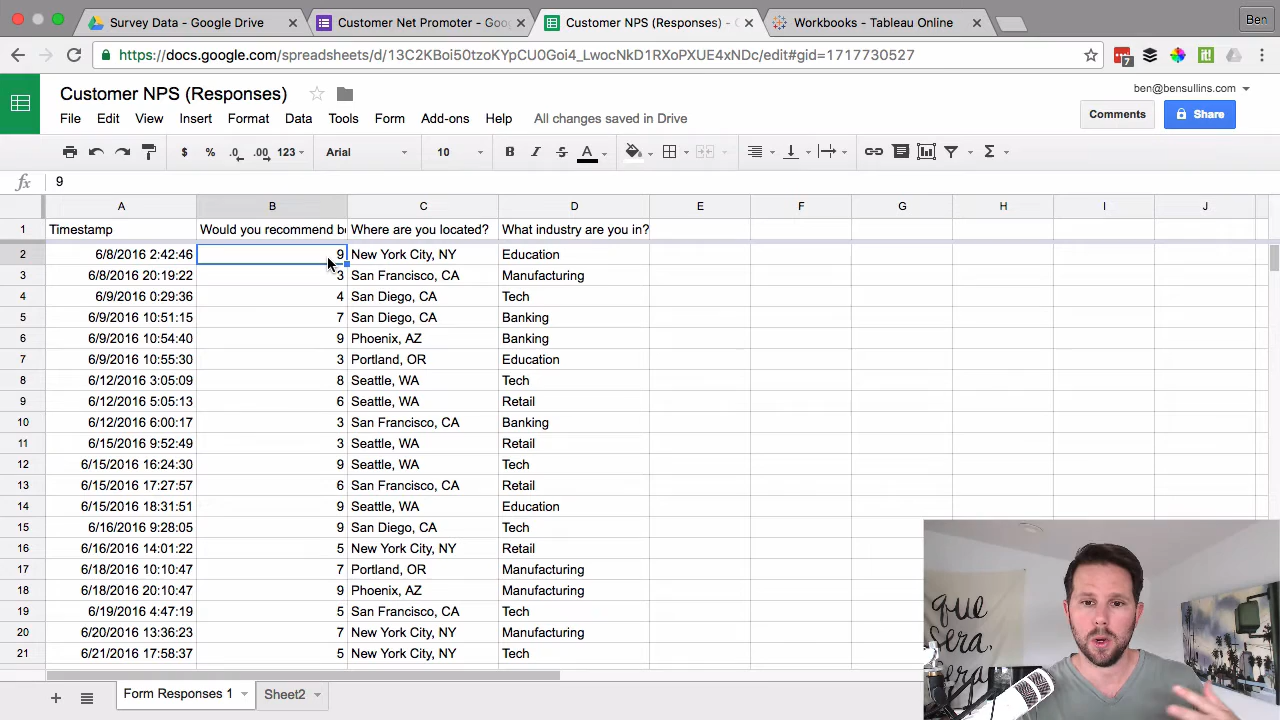 Survey Data - Google Drive
Customer Net Promoter - Goo
Customer NPS (Responses) -
Workbooks - Tableau Online
Ben
https://docs.google.com/spreadsheets/d/13C2KBoi50tzoKYpCU0Goi4_LwocNkD1RXoPXUE4xNDc/edit#gid=1717730527
7
it!
Customer NPS (Responses)
ben@bensullins.com
File Edit View Insert Format Data Tools Form Add-ons Help All changes saved in Drive
Comments
Share
$ % .0 .00 123 Arial 10 B I S A Σ
fx 9
A B C D E F G H I J
1 Timestamp Would you recommend be Where are you located? What industry are you in?
2 6/8/2016 2:42:46 9 New York City, NY Education
3 6/8/2016 20:19:22 3 San Francisco, CA Manufacturing
4 6/9/2016 0:29:36 4 San Diego, CA Tech
5 6/9/2016 10:51:15 7 San Diego, CA Banking
6 6/9/2016 10:54:40 9 Phoenix, AZ Banking
7 6/9/2016 10:55:30 3 Portland, OR Education
8 6/12/2016 3:05:09 8 Seattle, WA Tech
9 6/12/2016 5:05:13 6 Seattle, WA Retail
10 6/12/2016 6:00:17 3 San Francisco, CA Banking
11 6/15/2016 9:52:49 3 Seattle, WA Retail
12 6/15/2016 16:24:30 9 Seattle, WA Tech
13 6/15/2016 17:27:57 6 San Francisco, CA Retail
14 6/15/2016 18:31:51 9 Seattle, WA Education
15 6/16/2016 9:28:05 9 San Diego, CA Tech
16 6/16/2016 14:01:22 5 New York City, NY Retail
17 6/18/2016 10:10:47 7 Portland, OR Manufacturing
18 6/18/2016 20:10:47 9 Phoenix, AZ Manufacturing
19 6/19/2016 4:47:19 5 San Francisco, CA Tech
20 6/20/2016 13:36:23 7 New York City, NY Manufacturing
21 6/21/2016 17:58:37 5 New York City, NY Tech
que
sera,
sera
Form Responses 1
Sheet2